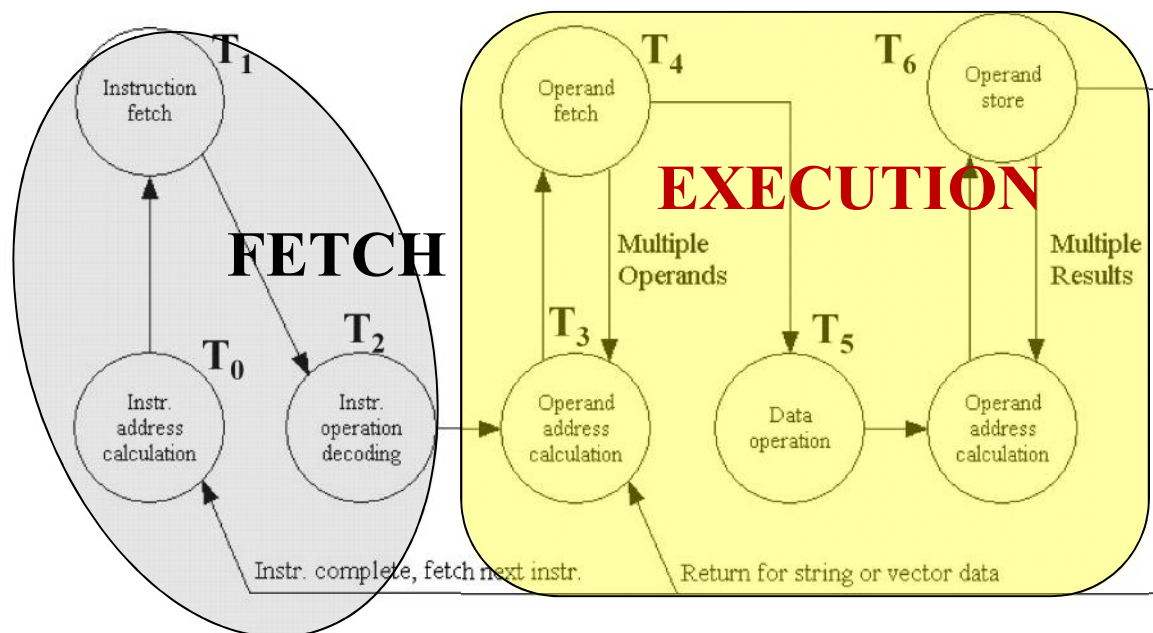 T1
Instruction
fetch
T4
Operand
fetch
T6
Operand
store
EXECUTION
FETCH
Multiple
Operands
Multiple
Results
T0
Instr.
address
calculation
T2
Instr.
operation
decoding
T3
Operand
address
calculation
T5
Data
operation
Operand
address
calculation
Instr. complete, fetch next instr.
Return for string or vector data